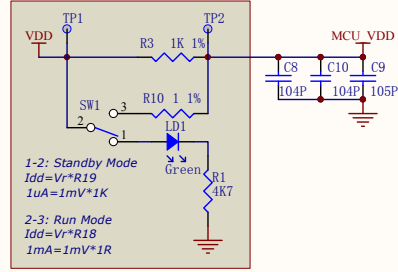 TP1
TP2
VDD
R3 1K 1%
MCU_VDD
C8
C10
C9
104P
104P
105P
SW1
3
R10 1 1%
2
LD1
1
Green
R1
4K7
1-2: Standby Mode
Idd=Vr*R19
1uA=1mV*1K
2-3: Run Mode
Idd=Vr*R18
1mA=1mV*1R